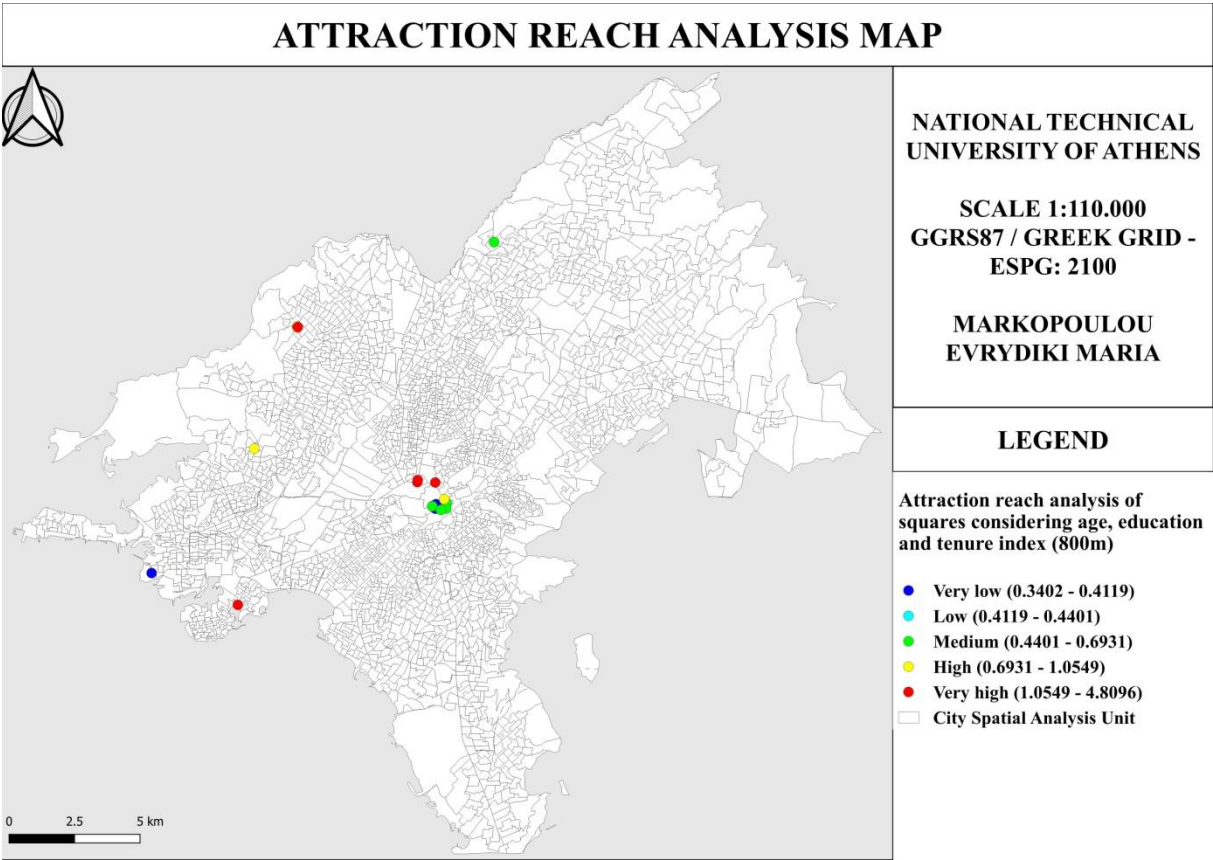 ATTRACTION REACH ANALYSIS MAP
NATIONAL TECHNICAL
UNIVERSITY OF ATHENS
SCALE 1:110.000
GGRS87 / GREEK GRID -
ESPG: 2100
MARKOPOULOU
EVRYDIKI MARIA
LEGEND
Attraction reach analysis of
squares considering age, education
and tenure index (800m)
Very low (0.3402 - 0.4119)
Low (0.4119 - 0.4401)
Medium (0.4401 - 0.6931)
High (0.6931 - 1.0549)
Very high (1.0549 - 4.8096)
City Spatial Analysis Unit
0 2.5 5 km